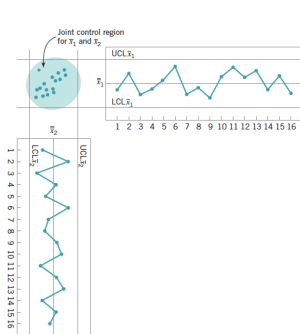 Joint control region
for x̄₁ and x̄₂
UCLx̄₁
x̄₁
LCLx̄₁
1 2 3 4 5 6 7 8 9 10 11 12 13 14 15 16
x̄₂
LCLx̄₂
UCLx̄₂
1 2 3 4 5 6 7 8 9 10 11 12 13 14 15 16